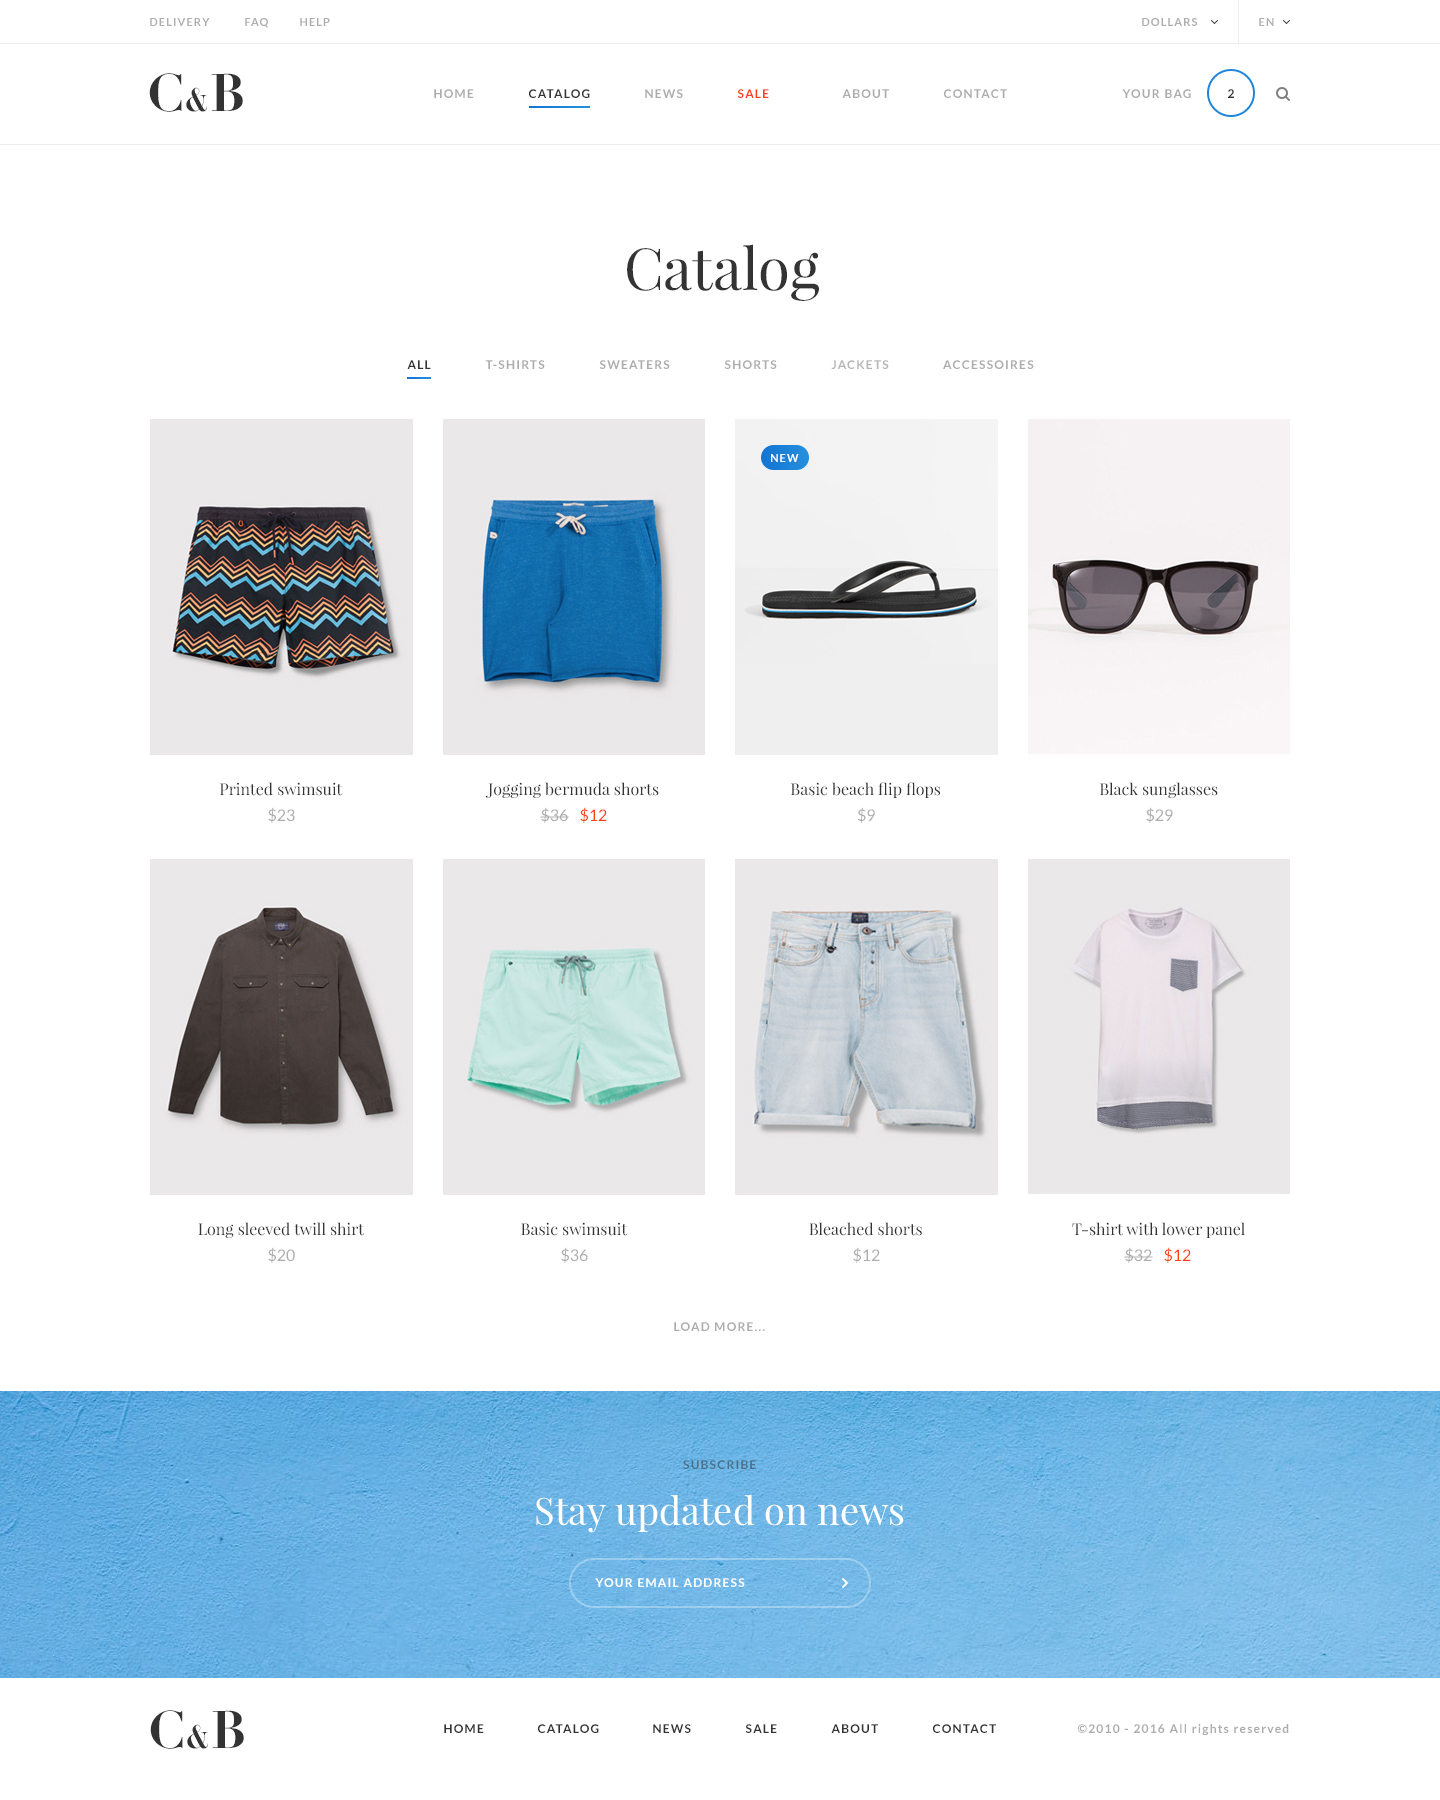 DELIVERY FAQ HELP DOLLARS EN
C&B HOME CATALOG NEWS SALE ABOUT CONTACT YOUR BAG 2
Catalog
ALL T-SHIRTS SWEATERS SHORTS JACKETS ACCESSOIRES
NEW
Printed swimsuit Jogging bermuda shorts Basic beach flip flops Black sunglasses
$23 $36 $12 $9 $29
Long sleeved twill shirt Basic swimsuit Bleached shorts T-shirt with lower panel
$20 $36 $12 $32 $12
LOAD MORE...
SUBSCRIBE
Stay updated on news
YOUR EMAIL ADDRESS
C&B HOME CATALOG NEWS SALE ABOUT CONTACT ©2010 - 2016 All rights reserved